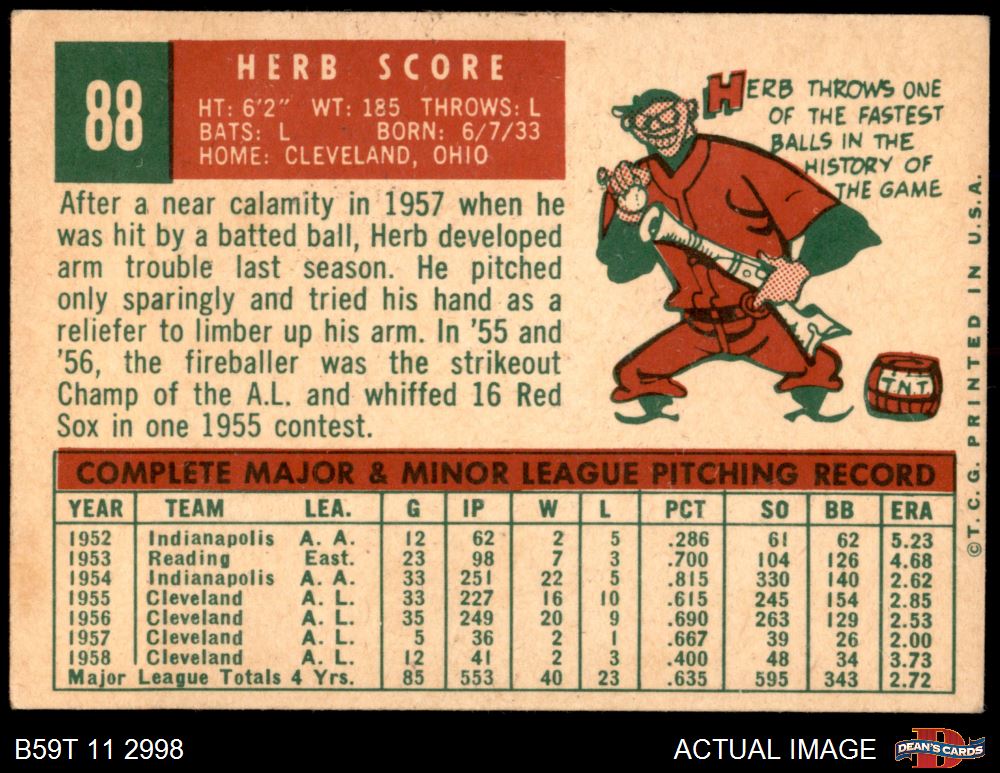 88
HERB SCORE
HT: 6'2" WT: 185 THROWS: L
BATS: L BORN: 6/7/33
HOME: CLEVELAND, OHIO
HERB THROWS ONE
OF THE FASTEST
BALLS IN THE
HISTORY OF
THE GAME
TNT
After a near calamity in 1957 when he
was hit by a batted ball, Herb developed
arm trouble last season. He pitched
only sparingly and tried his hand as a
reliefer to limber up his arm. In '55 and
'56, the fireballer was the strikeout
Champ of the A.L. and whiffed 16 Red
Sox in one 1955 contest.
COMPLETE MAJOR & MINOR LEAGUE PITCHING RECORD
YEAR TEAM LEA. G IP W L PCT SO BB ERA
1952 Indianapolis A. A. 12 62 2 5 .286 61 62 5.23
1953 Reading East. 23 98 7 3 .700 104 126 4.68
1954 Indianapolis A. A. 33 251 22 5 .815 330 140 2.62
1955 Cleveland A. L. 33 227 16 10 .615 245 154 2.85
1956 Cleveland A. L. 35 249 20 9 .690 263 129 2.53
1957 Cleveland A. L. 5 36 2 1 .667 39 26 2.00
1958 Cleveland A. L. 12 41 2 3 .400 48 34 3.73
Major League Totals 4 Yrs. 85 553 40 23 .635 595 343 2.72
© T. C. G. PRINTED IN U.S.A.
B59T 11 2998
ACTUAL IMAGE
D
DEAN'S CARDS